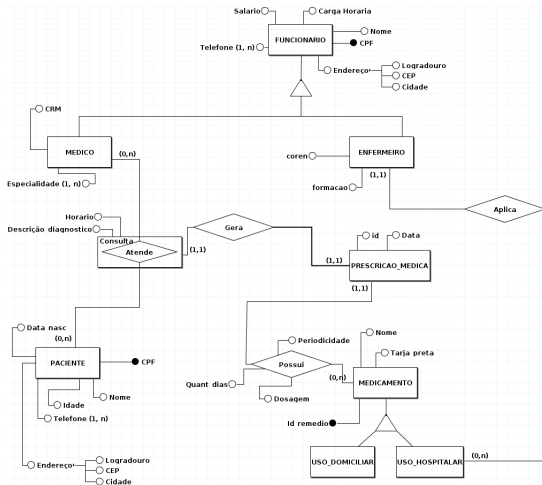 Salario
Carga Horaria
FUNCIONARIO
Nome
Telefone (1, n)
CPF
Endereço
Logradouro
CEP
Cidade
CRM
MEDICO
(0,n)
Especialidade (1, n)
ENFERMEIRO
coren
(1,1)
formacao
Aplica
Horario
Descrição diagnostico
Consulta
Atende
(1,1)
Gera
id
Data
(1,1)
PRESCRICAO_MEDICA
(1,1)
(0,n)
Data nasc
PACIENTE
CPF
Nome
Idade
Telefone (1, n)
Endereço
Logradouro
CEP
Cidade
Periodicidade
Possui
Quant dias
Dosagem
(0,n)
Nome
Tarja preta
MEDICAMENTO
Id remedio
USO_DOMICILIAR
USO_HOSPITALAR
(0,n)